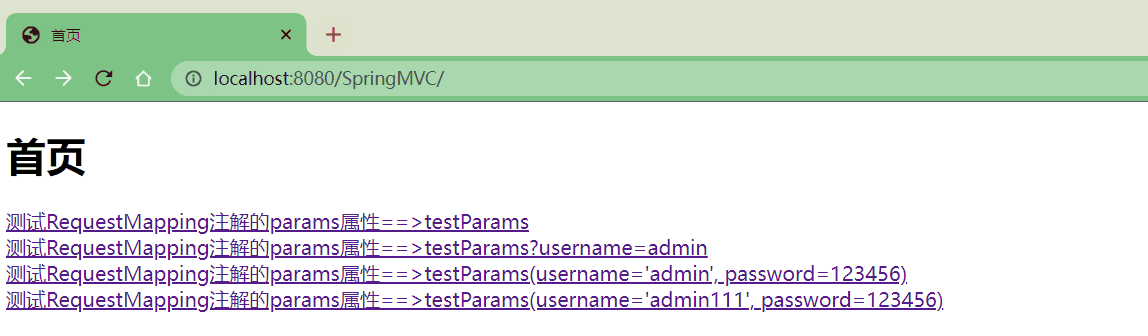 首页
localhost:8080/SpringMVC/
首页
测试RequestMapping注解的params属性==>testParams
测试RequestMapping注解的params属性==>testParams?username=admin
测试RequestMapping注解的params属性==>testParams(username='admin', password=123456)
测试RequestMapping注解的params属性==>testParams(username='admin111', password=123456)